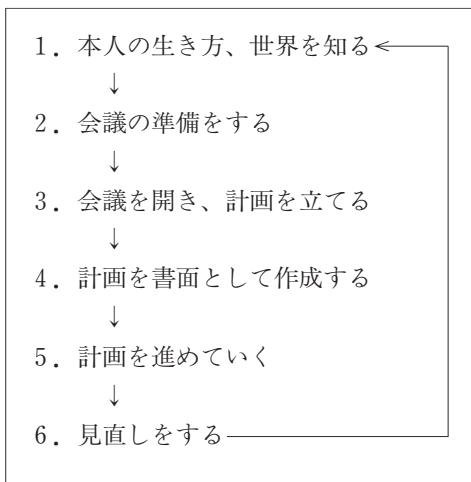 1．本人の生き方、世界を知る
↓
2．会議の準備をする
↓
3．会議を開き、計画を立てる
↓
4．計画を書面として作成する
↓
5．計画を進めていく
↓
6．見直しをする